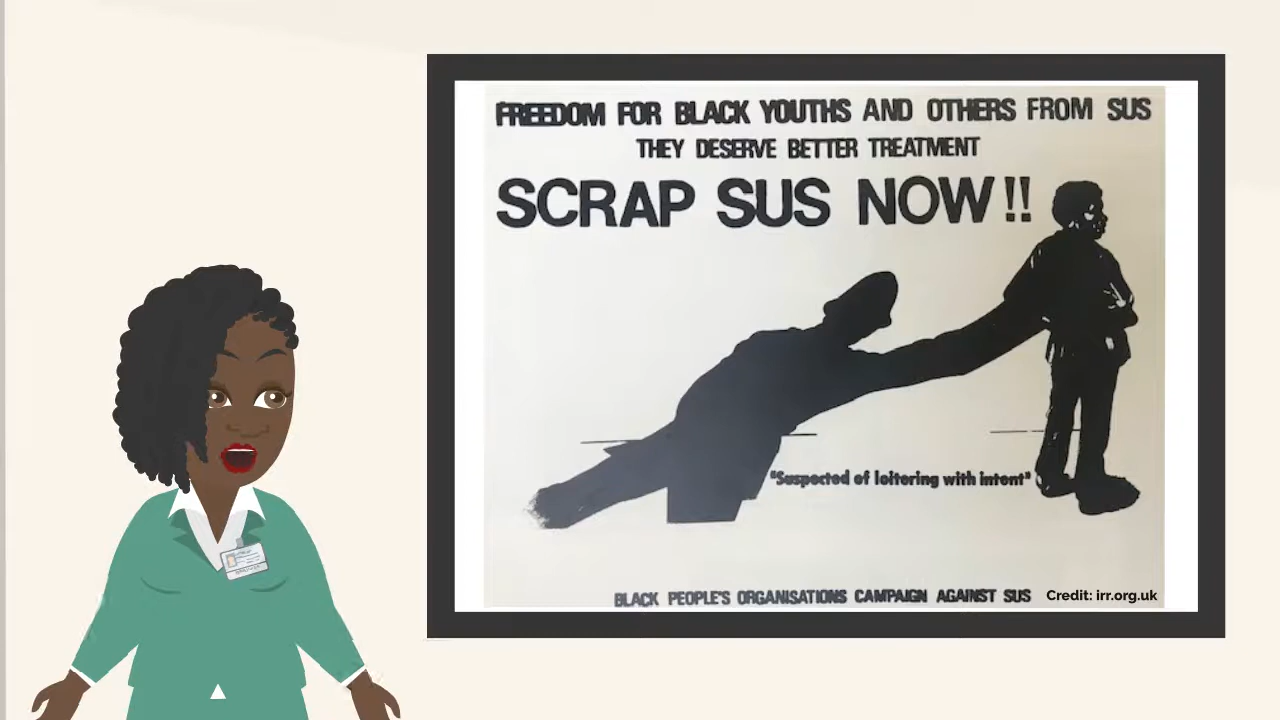 FREEDOM FOR BLACK YOUTHS AND OTHERS FROM SUS
THEY DESERVE BETTER TREATMENT
SCRAP SUS NOW!!
"Suspected of loitering with intent"
BLACK PEOPLE'S ORGANISATIONS CAMPAIGN AGAINST SUS
Credit: irr.org.uk